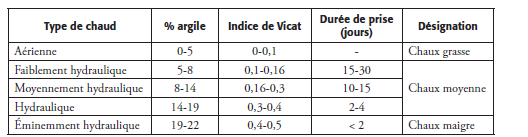 Type de chaud % argile Indice de Vicat Durée de prise (jours) Désignation
Aérienne 0-5 0-0,1 - Chaux grasse
Faiblement hydraulique 5-8 0,1-0,16 15-30
Moyennement hydraulique 8-14 0,16-0,3 10-15 Chaux moyenne
Hydraulique 14-19 0,3-0,4 2-4
Éminemment hydraulique 19-22 0,4-0,5 < 2 Chaux maigre